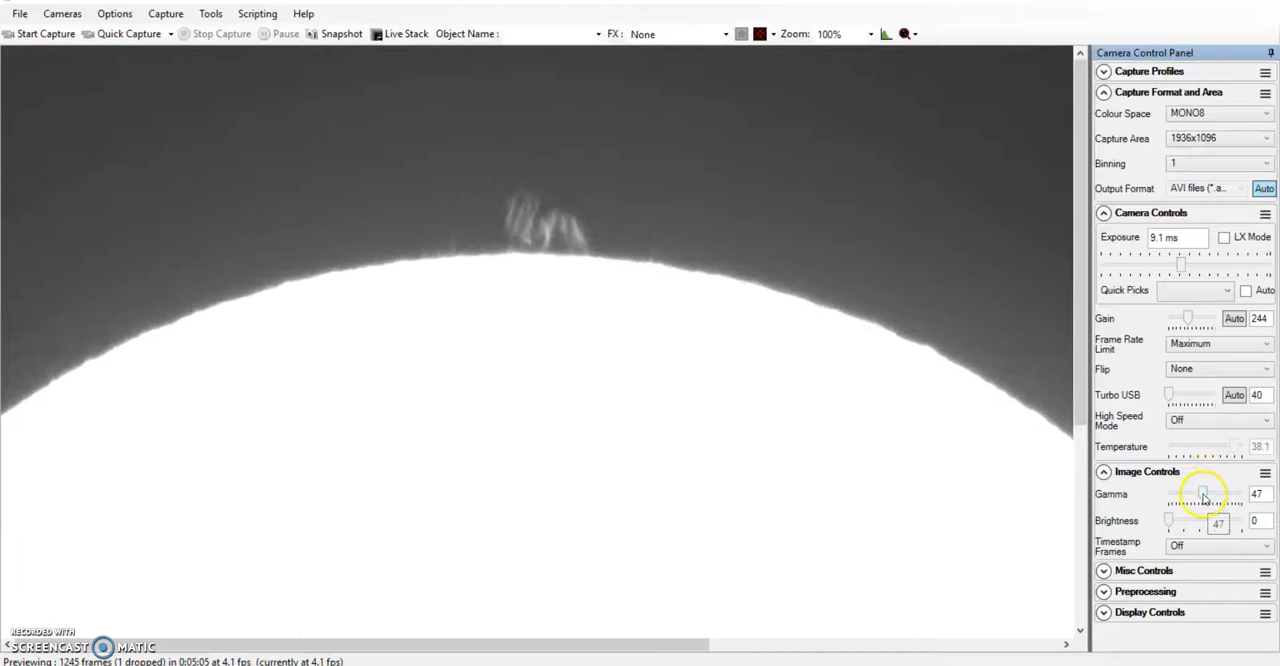 File Cameras Options Capture Tools Scripting Help
Start Capture Quick Capture Stop Capture Pause Snapshot Live Stack Object Name : FX : None Zoom: 100%
Camera Control Panel
Capture Profiles
Capture Format and Area
Colour Space MONO8
Capture Area 1936x1096
Binning 1
Output Format AVI files (*.a... Auto
Camera Controls
Exposure 9.1 ms LX Mode
Quick Picks Auto
Gain Auto 244
Frame Rate Limit Maximum
Flip None
Turbo USB Auto 40
High Speed Mode Off
Temperature 38.1
Image Controls
Gamma 47
Brightness 47 0
Timestamp Frames Off
Misc Controls
Preprocessing
Display Controls
RECORDED WITH
SCREENCAST MATIC
Previewing : 1245 frames (1 dropped) in 0:05:05 at 4.1 fps (currently at 4.1 fps)